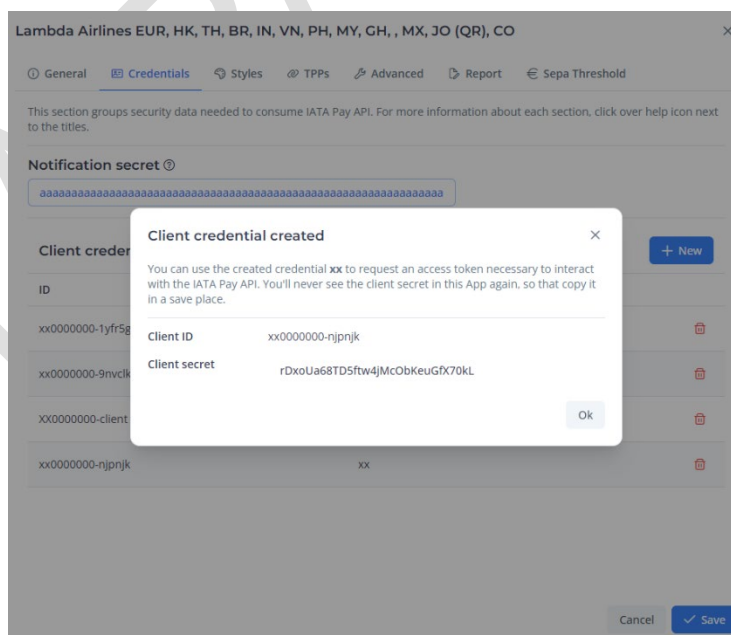 Lambda Airlines EUR, HK, TH, BR, IN, VN, PH, MY, GH, , MX, JO (QR), CO
General Credentials Styles TPPs Advanced Report Sepa Threshold
This section groups security data needed to consume IATA Pay API. For more information about each section, click over help icon next
to the titles.
Notification secret
aaaaaaaaaaaaaaaaaaaaaaaaaaaaaaaaaaaaaaaaaaaaaaaaaaaaaaaaaaaaaaaa
Client creder
+ New
ID
xx0000000-1yfr5g
xx0000000-9nvclk
XX0000000-client
xx0000000-njpnjk xx
Client credential created
You can use the created credential xx to request an access token necessary to interact
with the IATA Pay API. You'll never see the client secret in this App again, so that copy it
in a save place.
Client ID xx0000000-njpnjk
Client secret rDxoUa68TD5ftw4jMcObKeuGfX70kL
Ok
Cancel Save